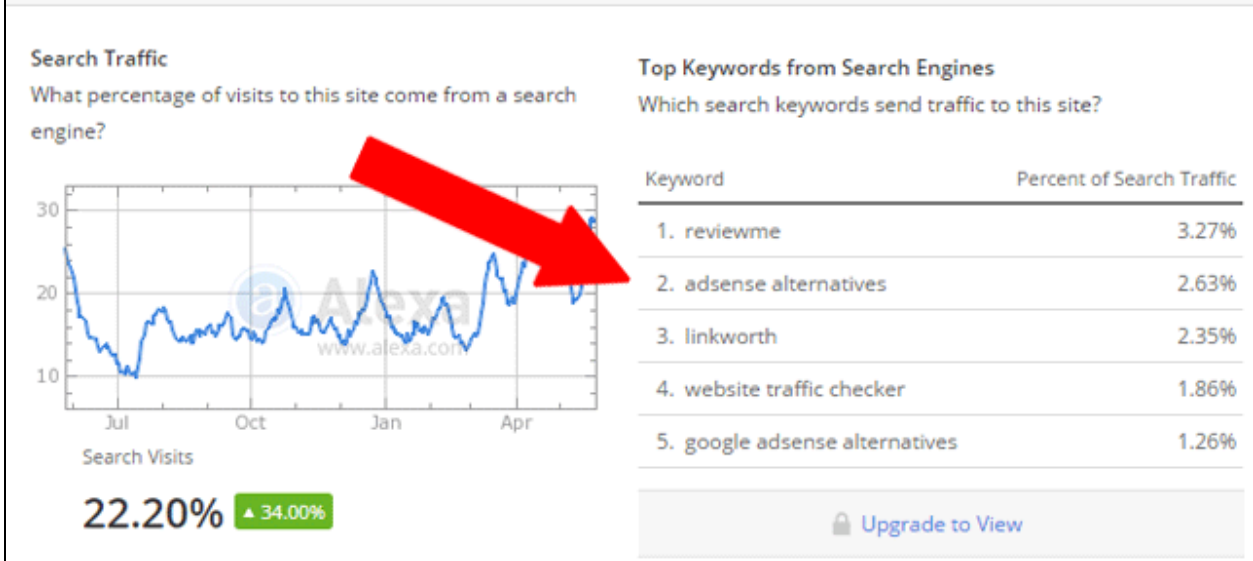 Search Traffic
What percentage of visits to this site come from a search
engine?
30
20
10
Alexa
www.alexa.com
Jul Oct Jan Apr
Search Visits
22.20% ▲ 34.00%
Top Keywords from Search Engines
Which search keywords send traffic to this site?
Keyword Percent of Search Traffic
1. reviewme 3.27%
2. adsense alternatives 2.63%
3. linkworth 2.35%
4. website traffic checker 1.86%
5. google adsense alternatives 1.26%
Upgrade to View